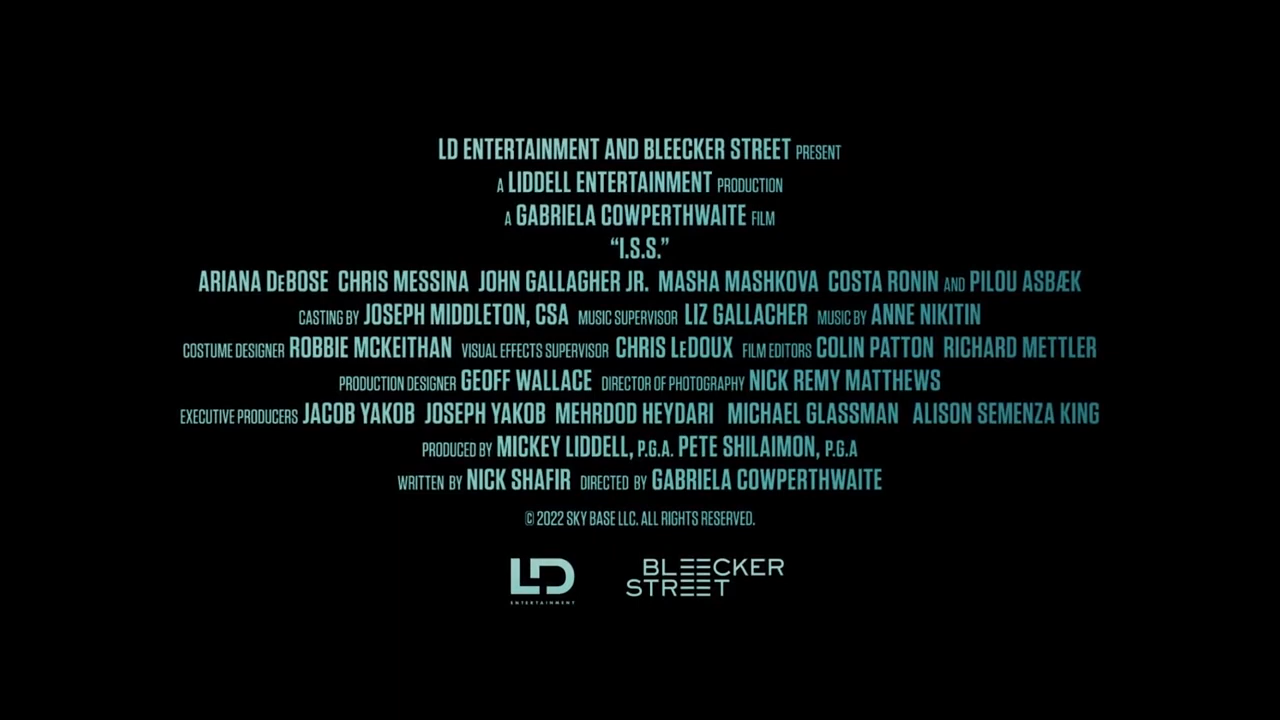 LD ENTERTAINMENT AND BLEECKER STREET PRESENT
A LIDDELL ENTERTAINMENT PRODUCTION
A GABRIELA COWPERTHWAITE FILM
“I.S.S.”
ARIANA DeBOSE CHRIS MESSINA JOHN GALLAGHER JR. MASHA MASHKOVA COSTA RONIN AND PILOU ASBÆK
CASTING BY JOSEPH MIDDLETON, CSA MUSIC SUPERVISOR LIZ GALLACHER MUSIC BY ANNE NIKITIN
COSTUME DESIGNER ROBBIE MCKEITHAN VISUAL EFFECTS SUPERVISOR CHRIS LeDOUX FILM EDITORS COLIN PATTON RICHARD METTLER
PRODUCTION DESIGNER GEOFF WALLACE DIRECTOR OF PHOTOGRAPHY NICK REMY MATTHEWS
EXECUTIVE PRODUCERS JACOB YAKOB JOSEPH YAKOB MEHRDOD HEYDARI MICHAEL GLASSMAN ALISON SEMENZA KING
PRODUCED BY MICKEY LIDDELL, P.G.A. PETE SHILAIMON, P.G.A
WRITTEN BY NICK SHAFIR DIRECTED BY GABRIELA COWPERTHWAITE
© 2022 SKY BASE LLC. ALL RIGHTS RESERVED.
LD
ENTERTAINMENT
BLEECKER
STREET